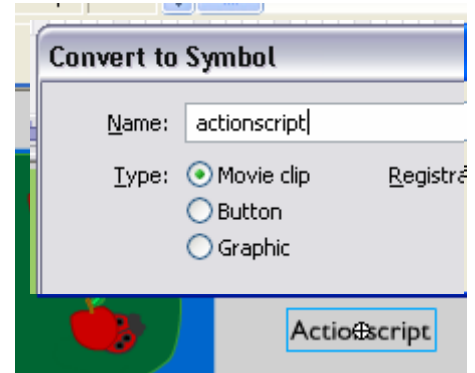 Convert to Symbol
Name: actionscript
Type: Movie clip Registra
Button
Graphic
Actionscript